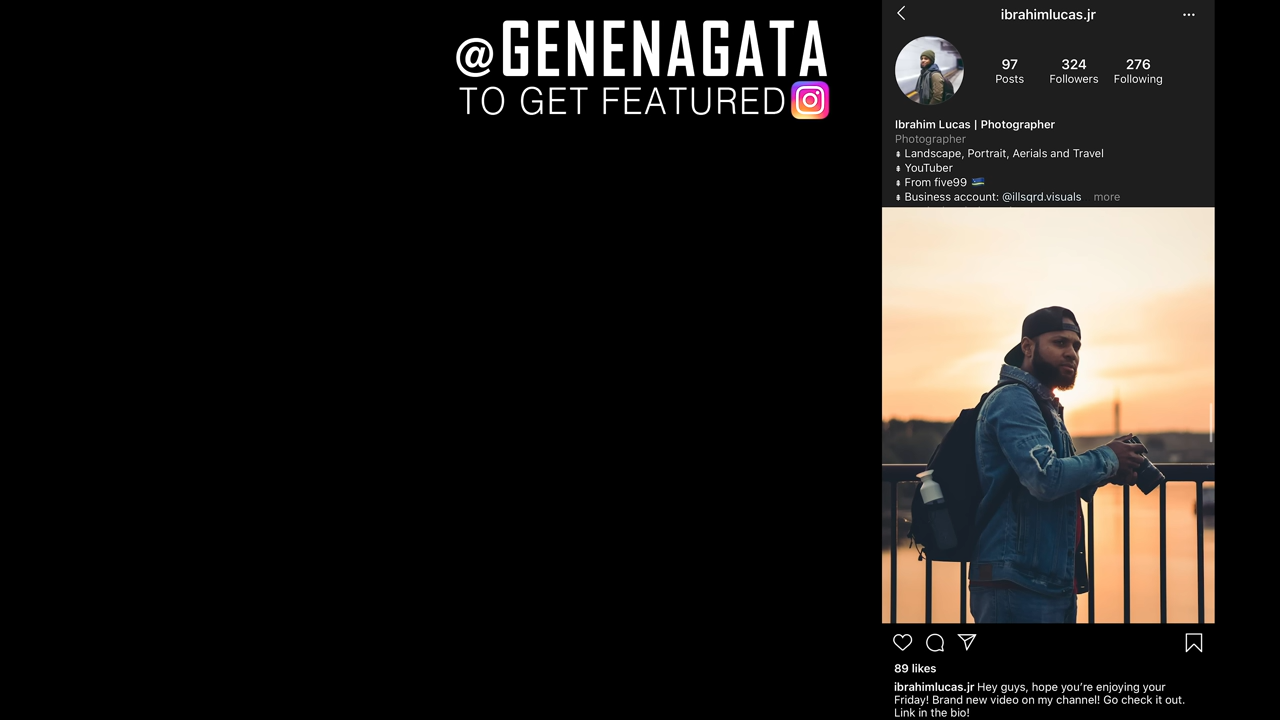 @GENENAGATA
TO GET FEATURED
ibrahimlucas.jr
97
324
276
Posts
Followers
Following
Ibrahim Lucas | Photographer
Photographer
Landscape, Portrait, Aerials and Travel
YouTuber
From five99
Business account: @illsqrd.visuals more
89 likes
ibrahimlucas.jr Hey guys, hope you’re enjoying your
Friday! Brand new video on my channel! Go check it out.
Link in the bio!